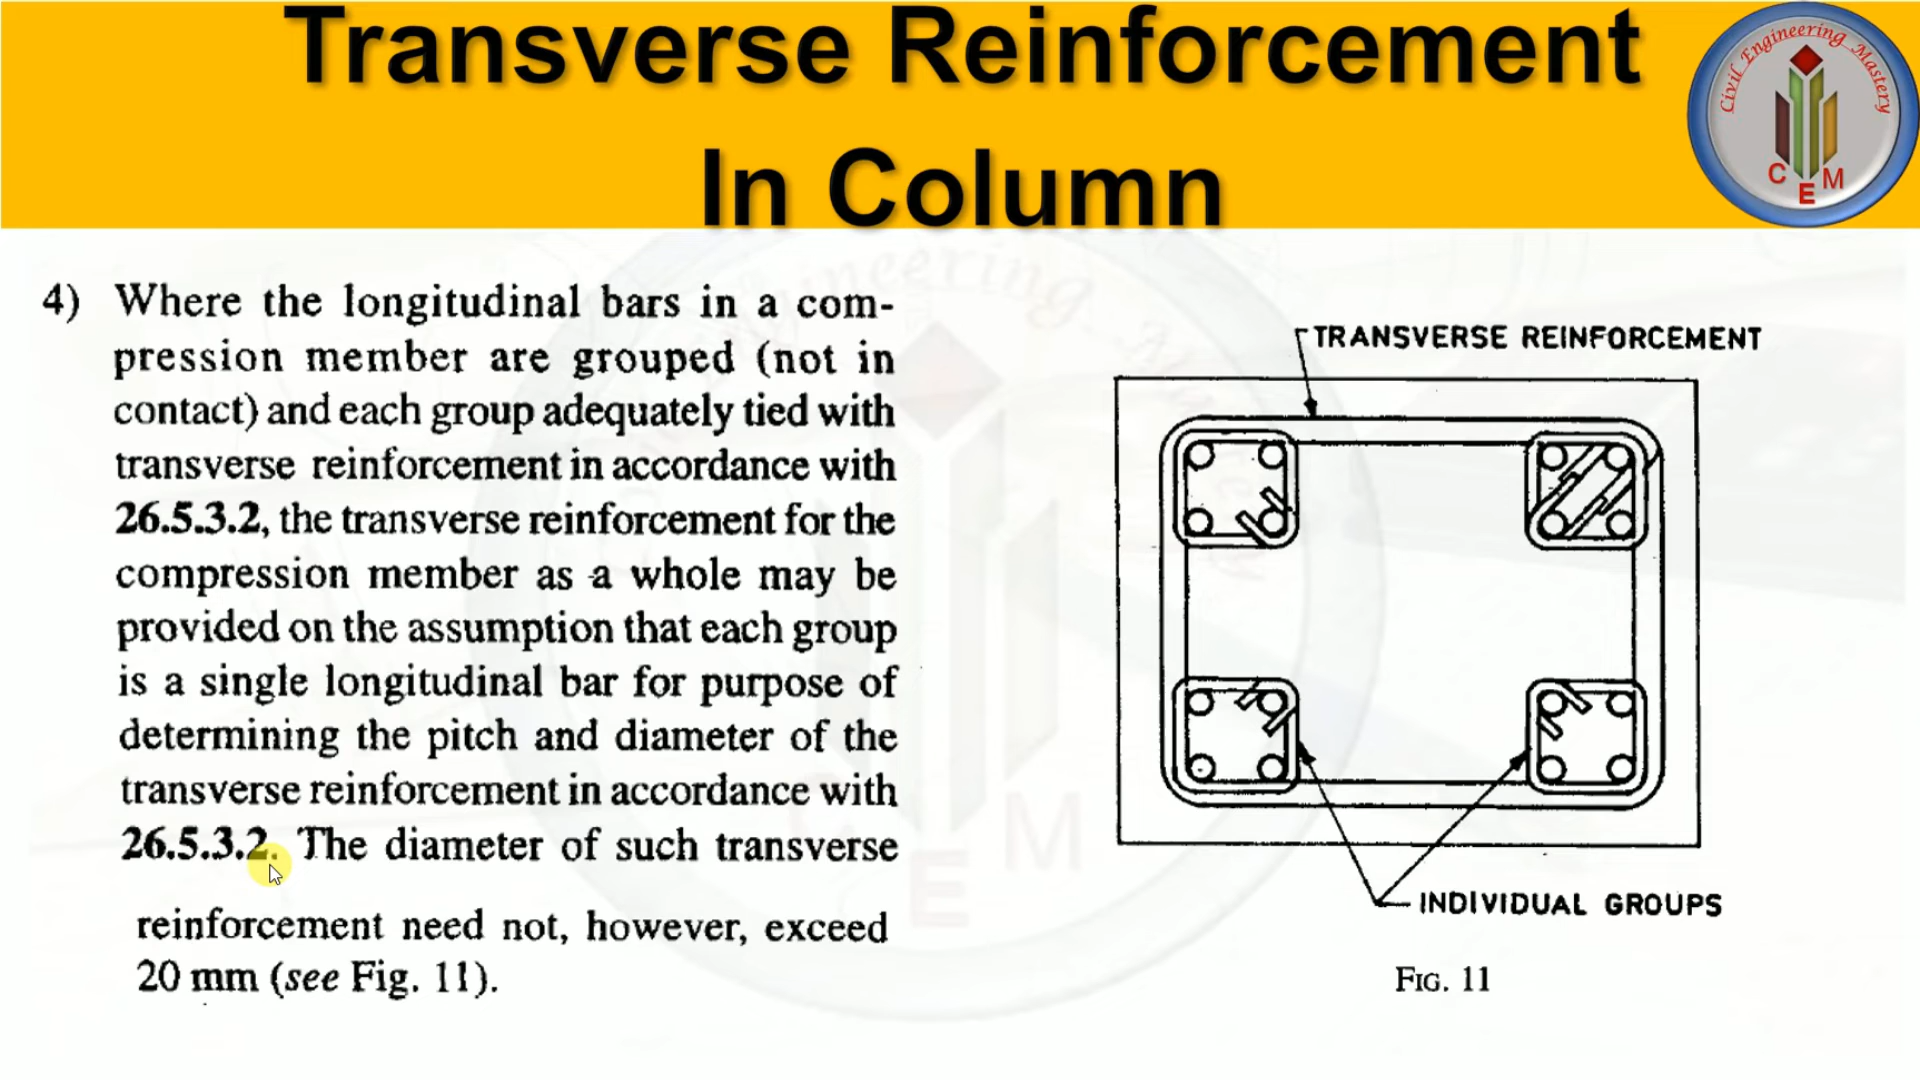 Transverse Reinforcement
In Column
Civil Engineering Mastery
C E M
4) Where the longitudinal bars in a com-
pression member are grouped (not in
contact) and each group adequately tied with
transverse reinforcement in accordance with
26.5.3.2, the transverse reinforcement for the
compression member as a whole may be
provided on the assumption that each group
is a single longitudinal bar for purpose of
determining the pitch and diameter of the
transverse reinforcement in accordance with
26.5.3.2. The diameter of such transverse
reinforcement need not, however, exceed
20 mm (see Fig. 11).
TRANSVERSE REINFORCEMENT
INDIVIDUAL GROUPS
FIG. 11